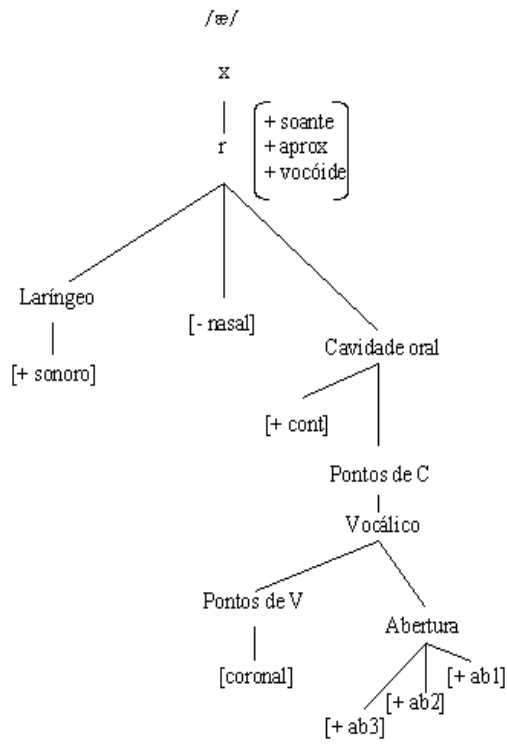 /æ/
x
+ soante
r
+ aprox
+ vocóide
Laríngeo
[- nasal]
Cavidade oral
[+ sonoro]
[+ cont]
Pontos de C
Vocálico
Pontos de V
Abertura
[coronal]
[+ ab1]
[+ ab2]
[+ ab3]